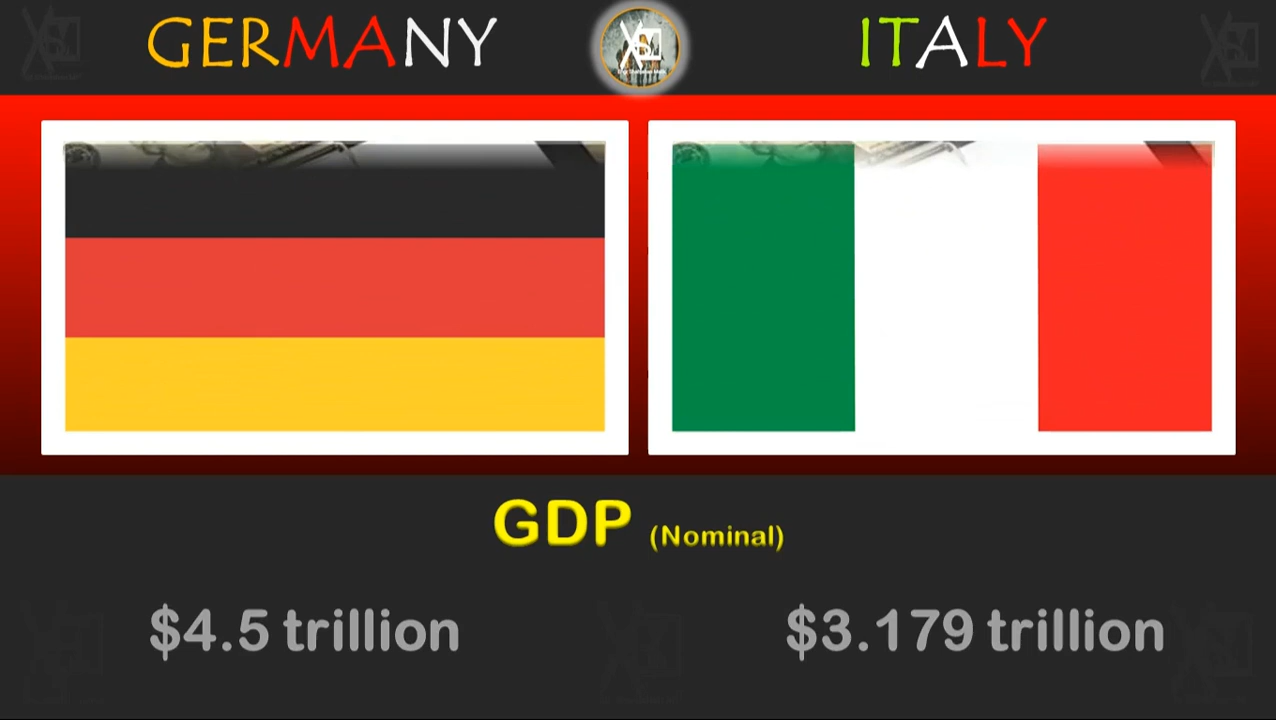 GERMANY
ITALY
GDP (Nominal)
$4.5 trillion
$3.179 trillion